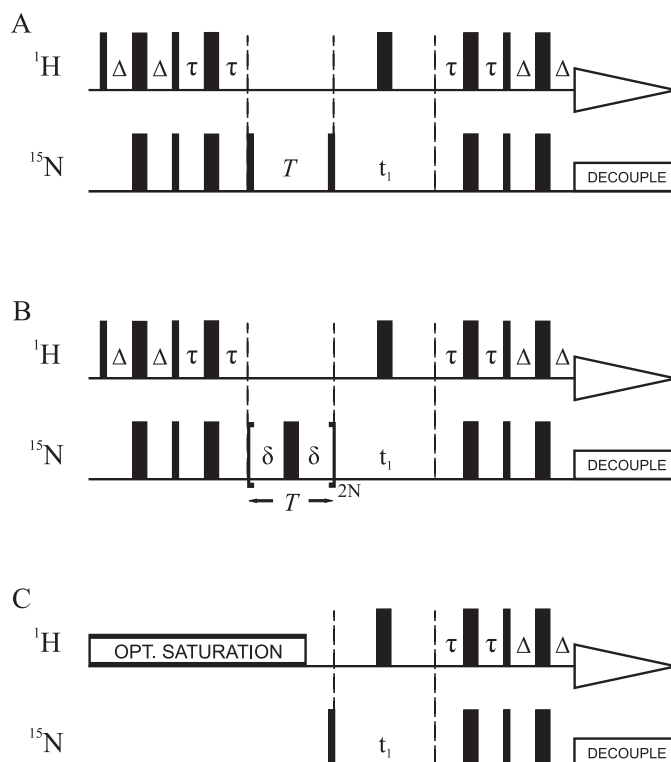 A
¹H Δ Δ τ τ τ τ Δ Δ
¹⁵N T t₁ DECOUPLE
B
¹H Δ Δ τ τ τ τ Δ Δ
¹⁵N δ δ t₁ DECOUPLE
T 2N
C
¹H OPT. SATURATION τ τ Δ Δ
¹⁵N t₁ DECOUPLE